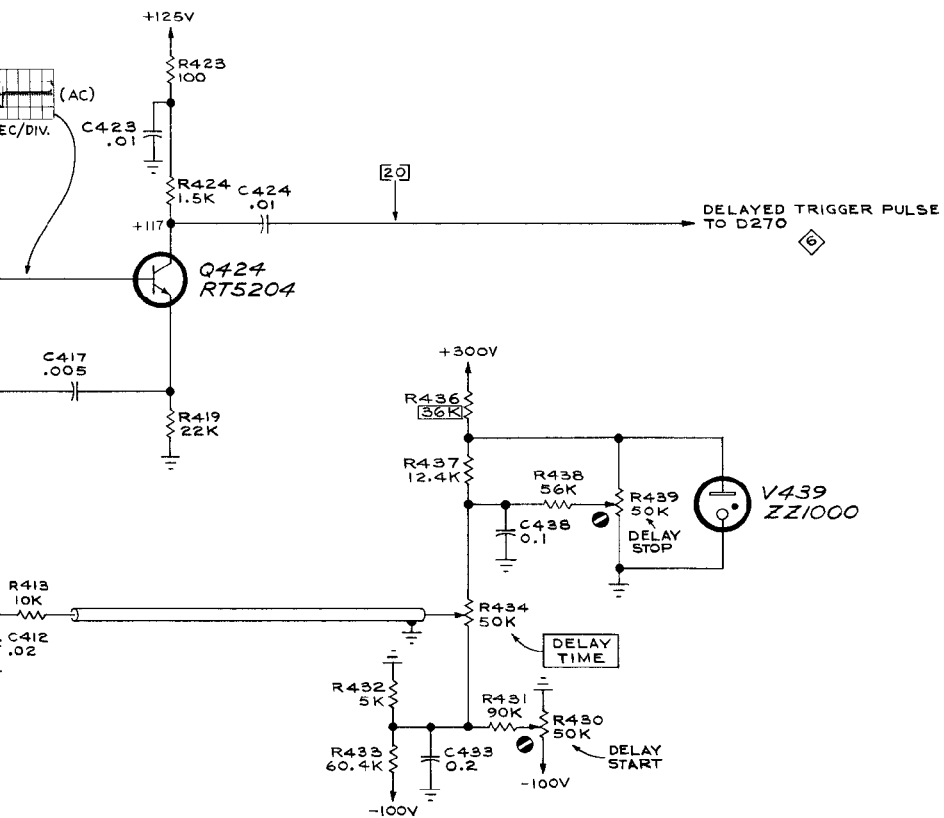 +125V
R423
100
(AC)
EC/DIV.
C423
.01
R424
1.5K
C424
.01
20
+117
DELAYED TRIGGER PULSE
TO D270
6
Q424
RT5204
C417
.005
R419
22K
+300V
R436
36K
R437
12.4K
R438
56K
R439
50K
DELAY
STOP
V439
ZZ1000
C438
0.1
R413
10K
C412
.02
R434
50K
DELAY
TIME
R432
5K
R431
90K
R430
50K
R433
60.4K
C433
0.2
DELAY
START
-100V
-100V